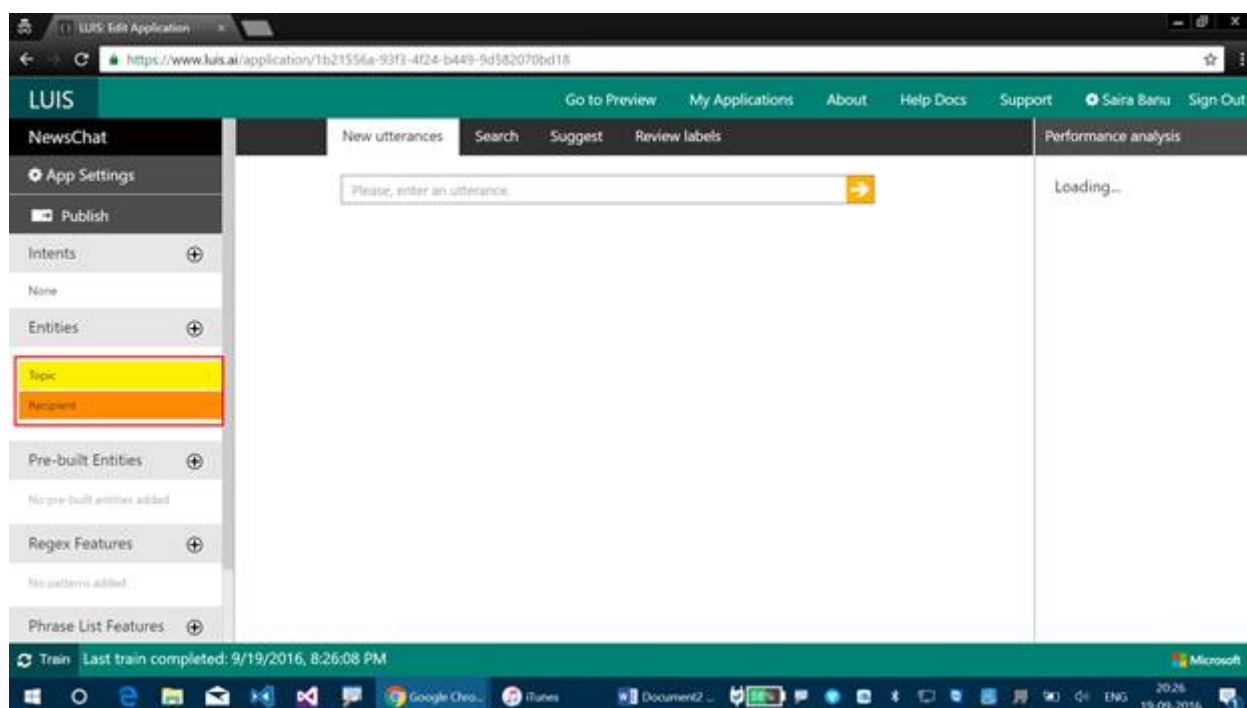 LUIS: Edit Application
https://www.luis.ai/application/1b21556a-93f3-4f24-b449-9d582070bd18
LUIS
Go to Preview My Applications About Help Docs Support Saira Banu Sign Out
NewsChat
New utterances Search Suggest Review labels
Performance analysis
App Settings
Please, enter an utterance.
Loading...
Publish
Intents
None
Entities
Topic
Recipient
Pre-built Entities
No pre-built entities added
Regex Features
No patterns added.
Phrase List Features
Train Last train completed: 9/19/2016, 8:26:08 PM
Microsoft
Google Chro... iTunes Document2 ... ENG 20:26
19-09-2016